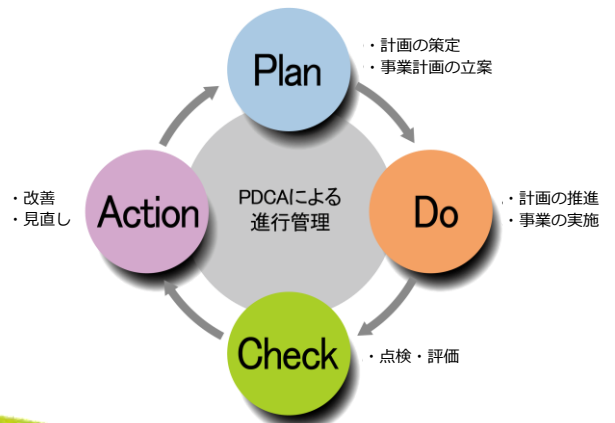 Plan
・計画の策定
・事業計画の立案
Do
・計画の推進
・事業の実施
Check
・点検・評価
Action
・改善
・見直し
PDCAによる
進行管理